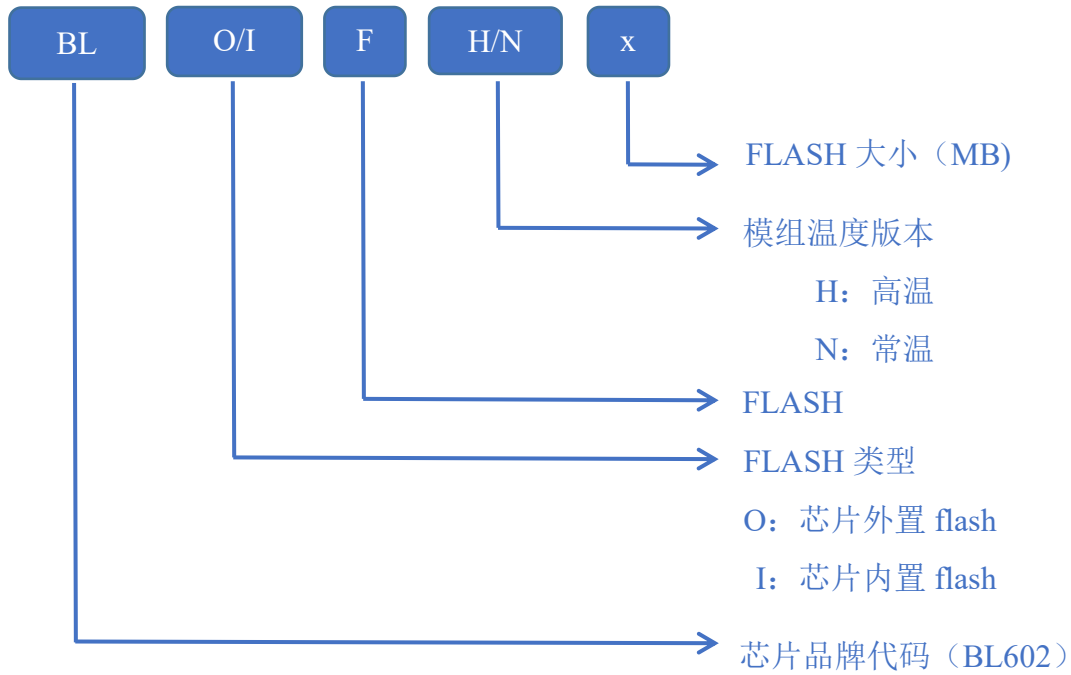 BL O/I F H/N x
FLASH 大小（MB)
模组温度版本
H：高温
N：常温
FLASH
FLASH 类型
O：芯片外置 flash
I：芯片内置 flash
芯片品牌代码（BL602）